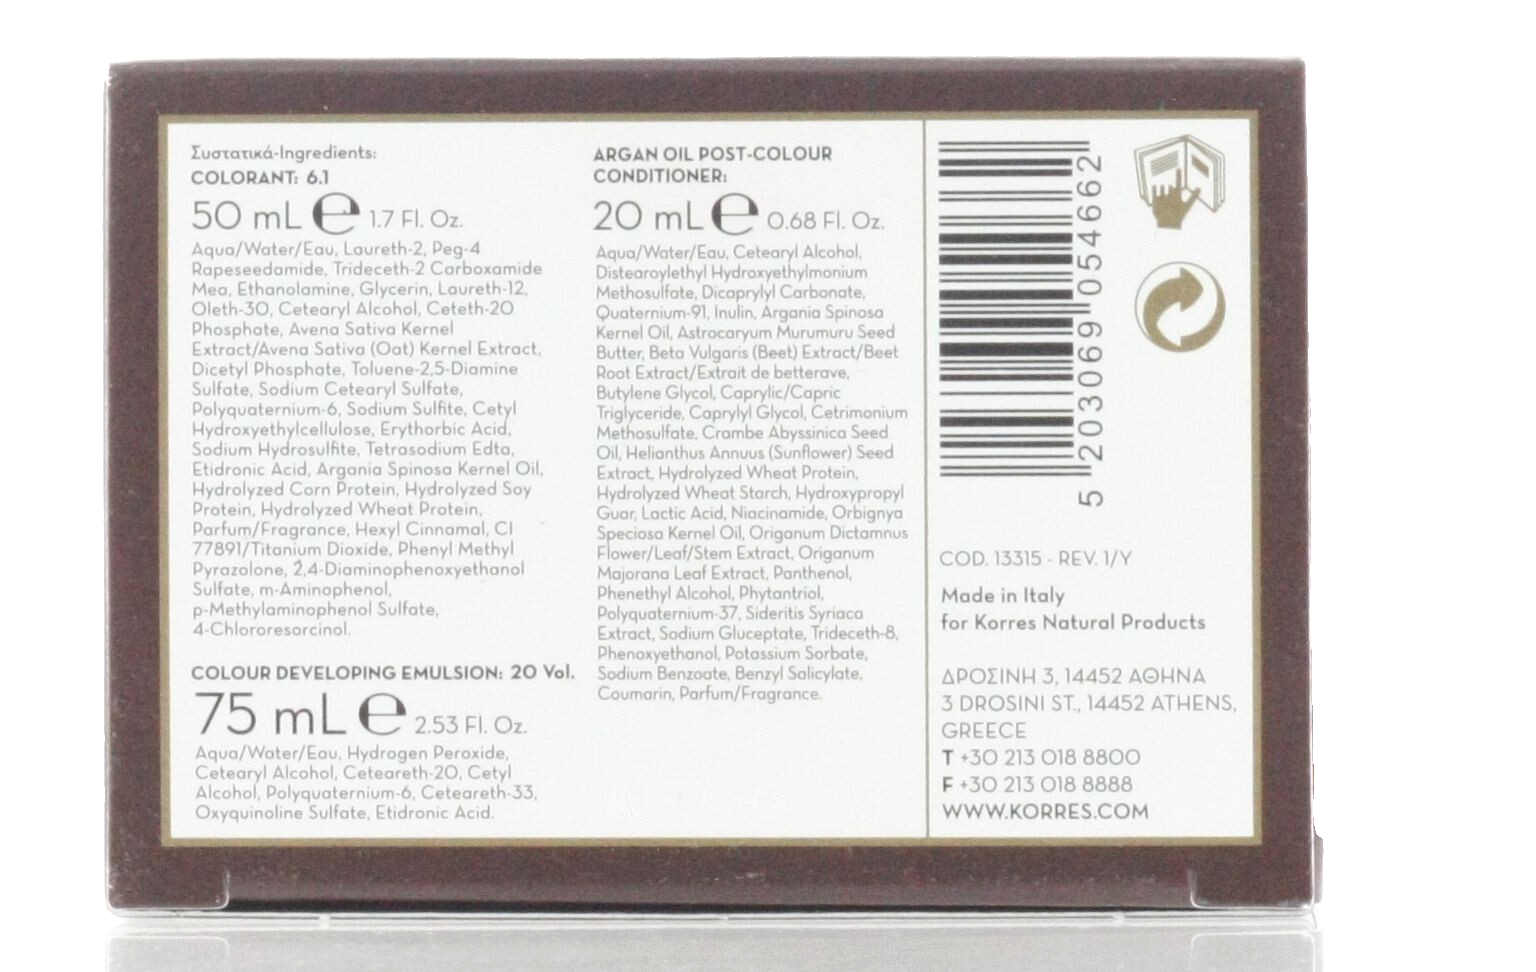 Συστατικά-Ingredients:
COLORANT: 6.1
50 mL e 1.7 Fl. Oz.
Aqua/Water/Eau, Laureth-2, Peg-4
Rapeseedamide, Trideceth-2 Carboxamide
Mea, Ethanolamine, Glycerin, Laureth-12,
Oleth-30, Cetearyl Alcohol, Ceteth-20
Phosphate, Avena Sativa Kernel
Extract/Avena Sativa (Oat) Kernel Extract,
Dicetyl Phosphate, Toluene-2,5-Diamine
Sulfate, Sodium Cetearyl Sulfate,
Polyquaternium-6, Sodium Sulfite, Cetyl
Hydroxyethylcellulose, Erythorbic Acid,
Sodium Hydrosulfite, Tetrasodium Edta,
Etidronic Acid, Argania Spinosa Kernel Oil,
Hydrolyzed Corn Protein, Hydrolyzed Soy
Protein, Hydrolyzed Wheat Protein,
Parfum/Fragrance, Hexyl Cinnamal, CI
77891/Titanium Dioxide, Phenyl Methyl
Pyrazolone, 2,4-Diaminophenoxyethanol
Sulfate, m-Aminophenol,
p-Methylaminophenol Sulfate,
4-Chlororesorcinol.
COLOUR DEVELOPING EMULSION: 20 Vol.
75 mL e 2.53 Fl. Oz.
Aqua/Water/Eau, Hydrogen Peroxide,
Cetearyl Alcohol, Ceteareth-20, Cetyl
Alcohol, Polyquaternium-6, Ceteareth-33,
Oxyquinoline Sulfate, Etidronic Acid.
ARGAN OIL POST-COLOUR
CONDITIONER:
20 mL e 0.68 Fl. Oz.
Aqua/Water/Eau, Cetearyl Alcohol,
Distearoylethyl Hydroxyethylmonium
Methosulfate, Dicaprylyl Carbonate,
Quaternium-91, Inulin, Argania Spinosa
Kernel Oil, Astrocaryum Murumuru Seed
Butter, Beta Vulgaris (Beet) Extract/Beet
Root Extract/Extrait de betterave,
Butylene Glycol, Caprylic/Capric
Triglyceride, Caprylyl Glycol, Cetrimonium
Methosulfate, Crambe Abyssinica Seed
Oil, Helianthus Annuus (Sunflower) Seed
Extract, Hydrolyzed Wheat Protein,
Hydrolyzed Wheat Starch, Hydroxypropyl
Guar, Lactic Acid, Niacinamide, Orbignya
Speciosa Kernel Oil, Origanum Dictamnus
Flower/Leaf/Stem Extract, Origanum
Majorana Leaf Extract, Panthenol,
Phenethyl Alcohol, Phytantriol,
Polyquaternium-37, Sideritis Syriaca
Extract, Sodium Gluceptate, Trideceth-8,
Phenoxyethanol, Potassium Sorbate,
Sodium Benzoate, Benzyl Salicylate,
Coumarin, Parfum/Fragrance.
5 203069 054662
COD. 13315 - REV. 1/Y
Made in Italy
for Korres Natural Products
ΔΡΟΣΙΝΗ 3, 14452 ΑΘΗΝΑ
3 DROSINI ST., 14452 ATHENS,
GREECE
T +30 213 018 8800
F +30 213 018 8888
WWW.KORRES.COM